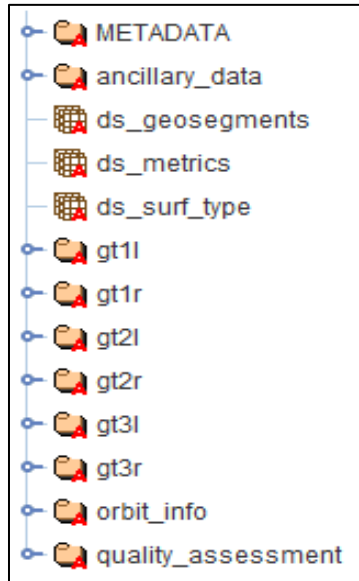 METADATA
ancillary_data
ds_geosegments
ds_metrics
ds_surf_type
gt1l
gt1r
gt2l
gt2r
gt3l
gt3r
orbit_info
quality_assessment